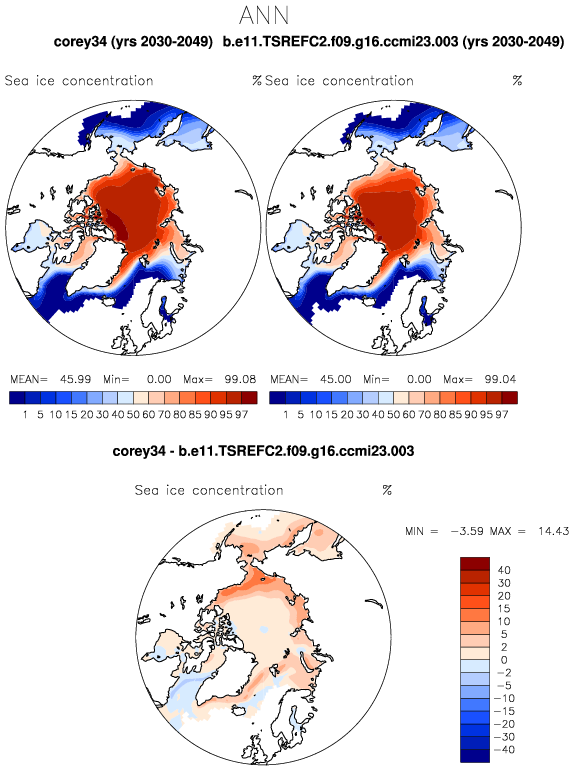 ANN
corey34 (yrs 2030-2049) b.e11.TSREFC2.f09.g16.ccmi23.003 (yrs 2030-2049)
Sea ice concentration % Sea ice concentration %
MEAN= 45.99 Min= 0.00 Max= 99.08 MEAN= 45.00 Min= 0.00 Max= 99.04
1 5 10 15 20 30 40 50 60 70 80 85 90 95 97 1 5 10 15 20 30 40 50 60 70 80 85 90 95 97
corey34 - b.e11.TSREFC2.f09.g16.ccmi23.003
Sea ice concentration %
MIN = -3.59 MAX = 14.43
40
30
20
15
10
5
2
0
-2
-5
-10
-15
-20
-30
-40